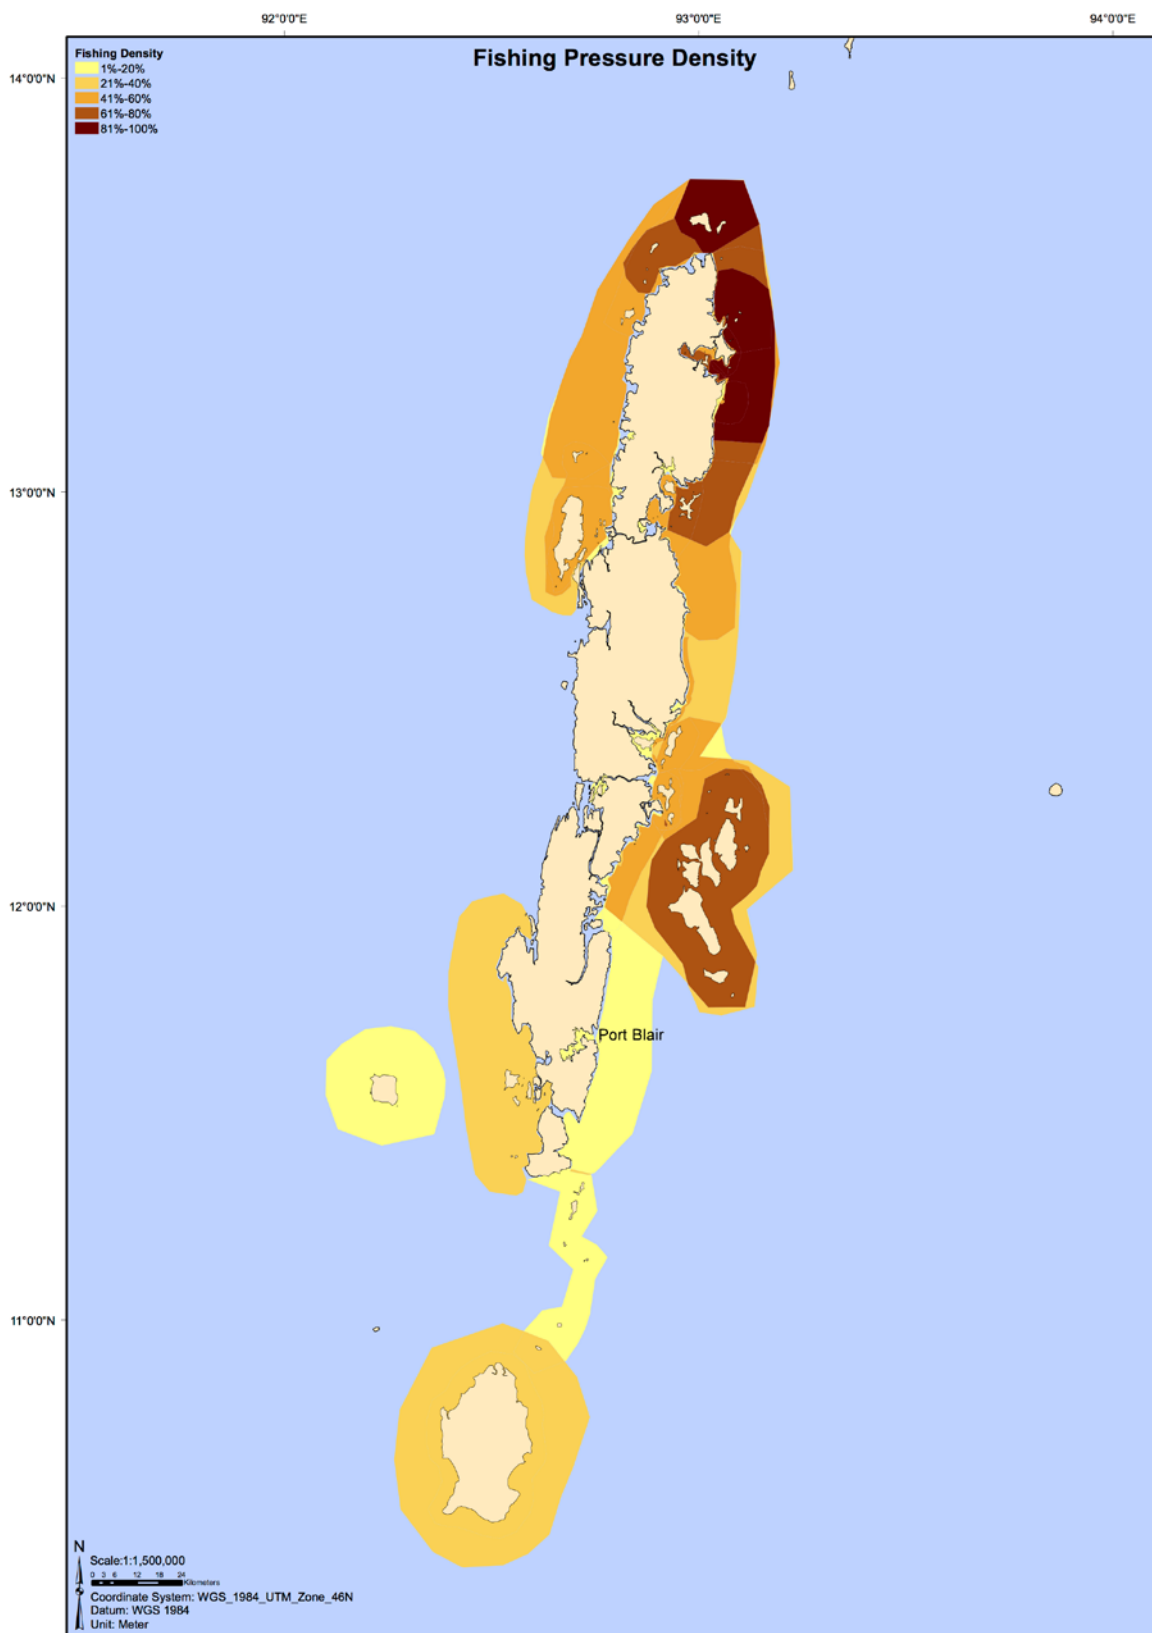 92°0'0"E 93°0'0"E 94°0'0"E
Fishing Pressure Density
Fishing Density
1%-20%
21%-40%
41%-60%
61%-80%
81%-100%
14°0'0"N
13°0'0"N
12°0'0"N
Port Blair
11°0'0"N
N
Scale:1:1,500,000
0 3 6 12 18 24
Kilometers
Coordinate System: WGS_1984_UTM_Zone_46N
Datum: WGS 1984
Unit: Meter